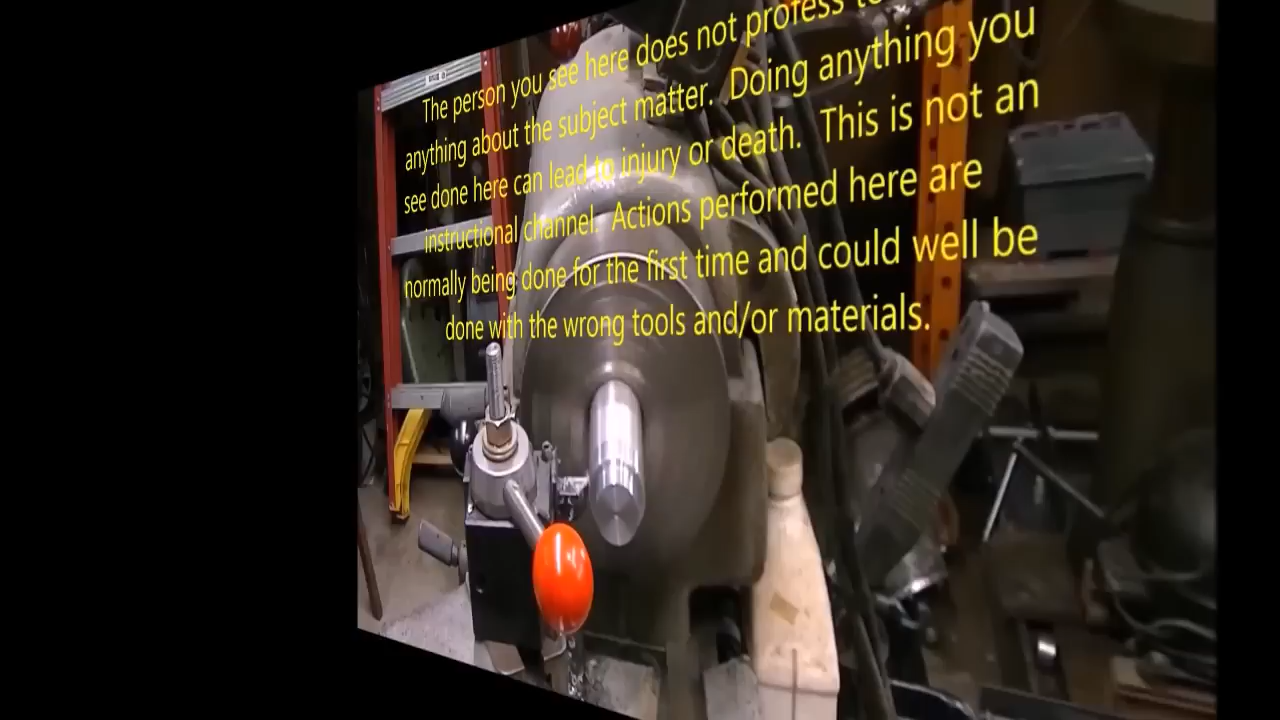 The person you see here does not profess to
anything about the subject matter. Doing anything you
see done here can lead to injury or death. This is not an
instructional channel. Actions performed here are
normally being done for the first time and could well be
done with the wrong tools and/or materials.